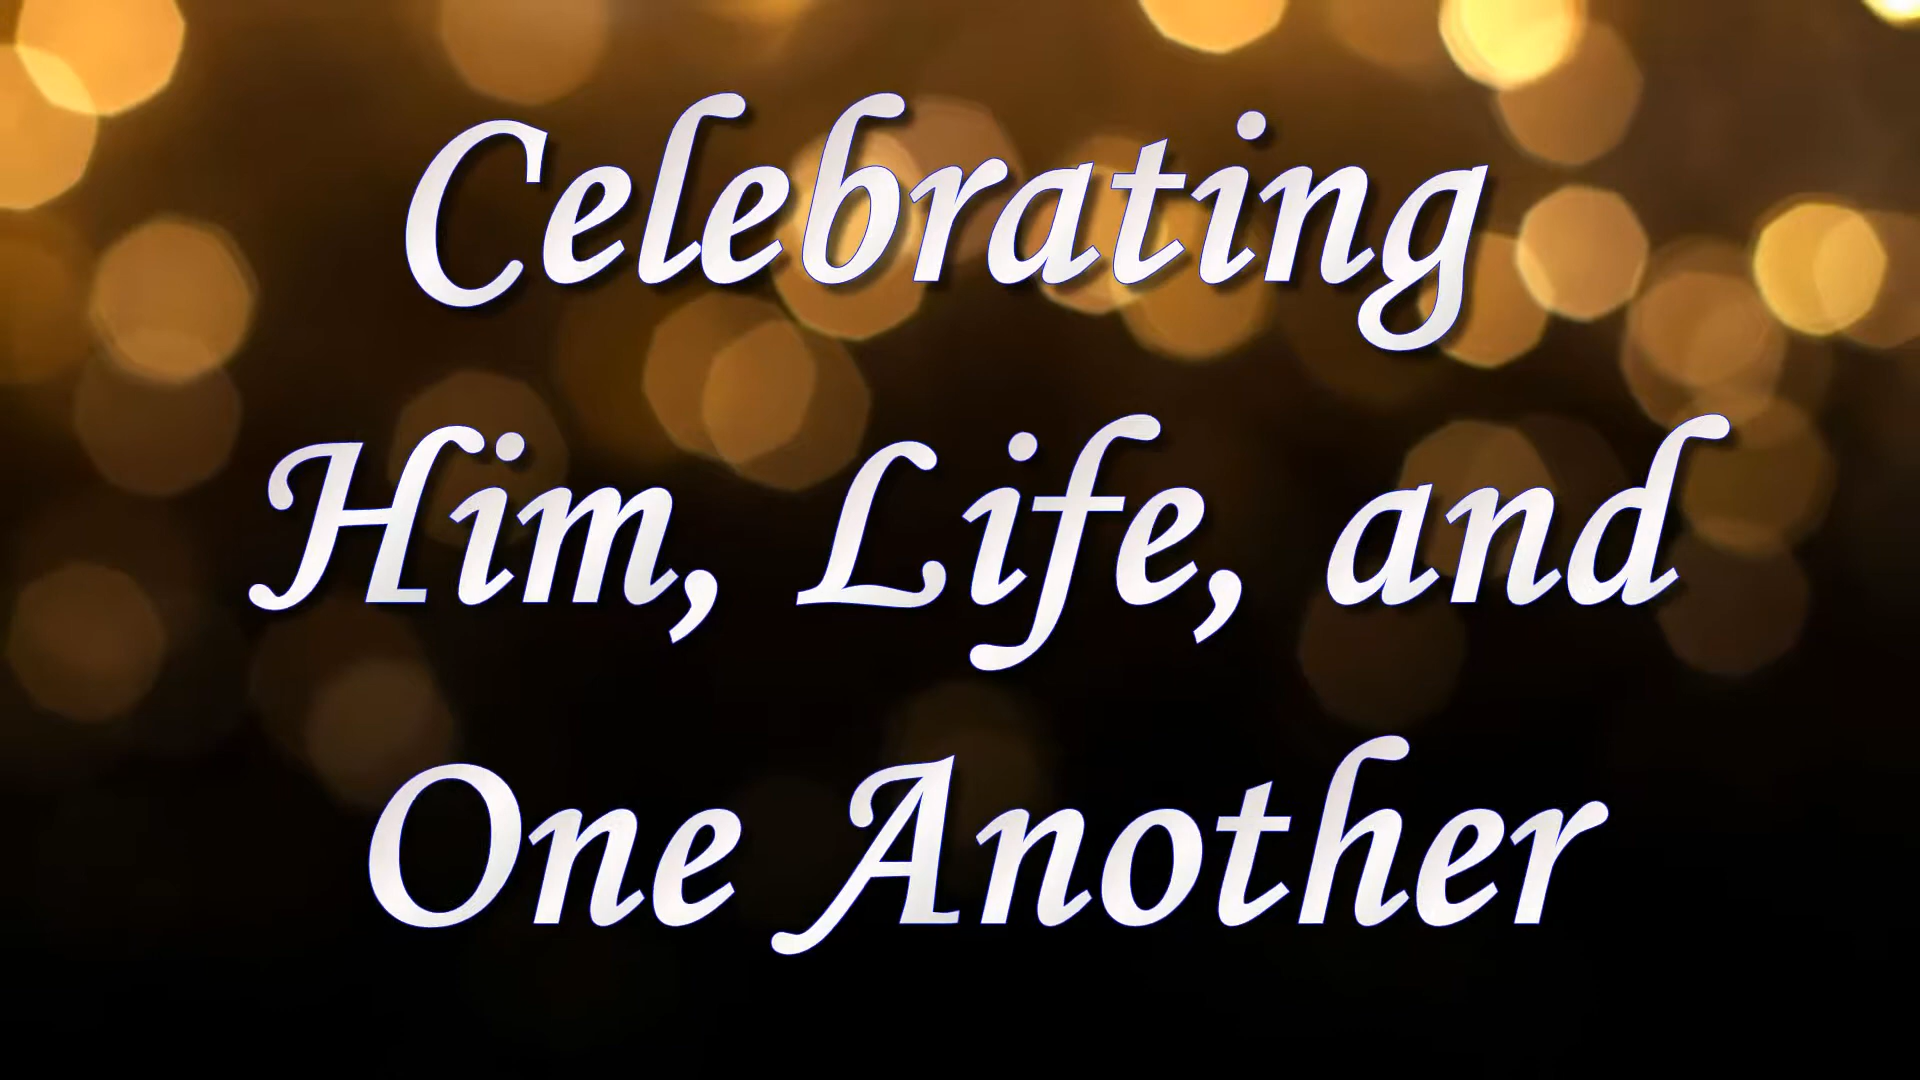 Celebrating
Him, Life, and
One Another